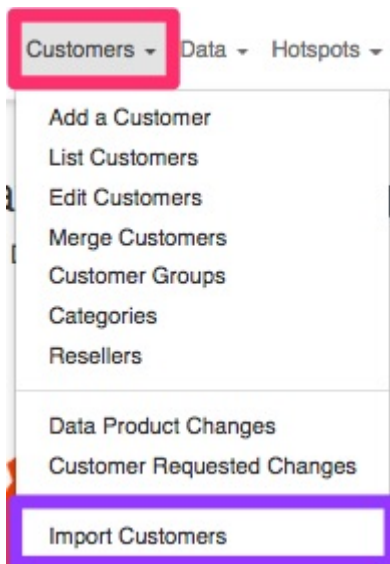 Customers Data Hotspots
Add a Customer
List Customers
Edit Customers
Merge Customers
Customer Groups
Categories
Resellers
Data Product Changes
Customer Requested Changes
Import Customers